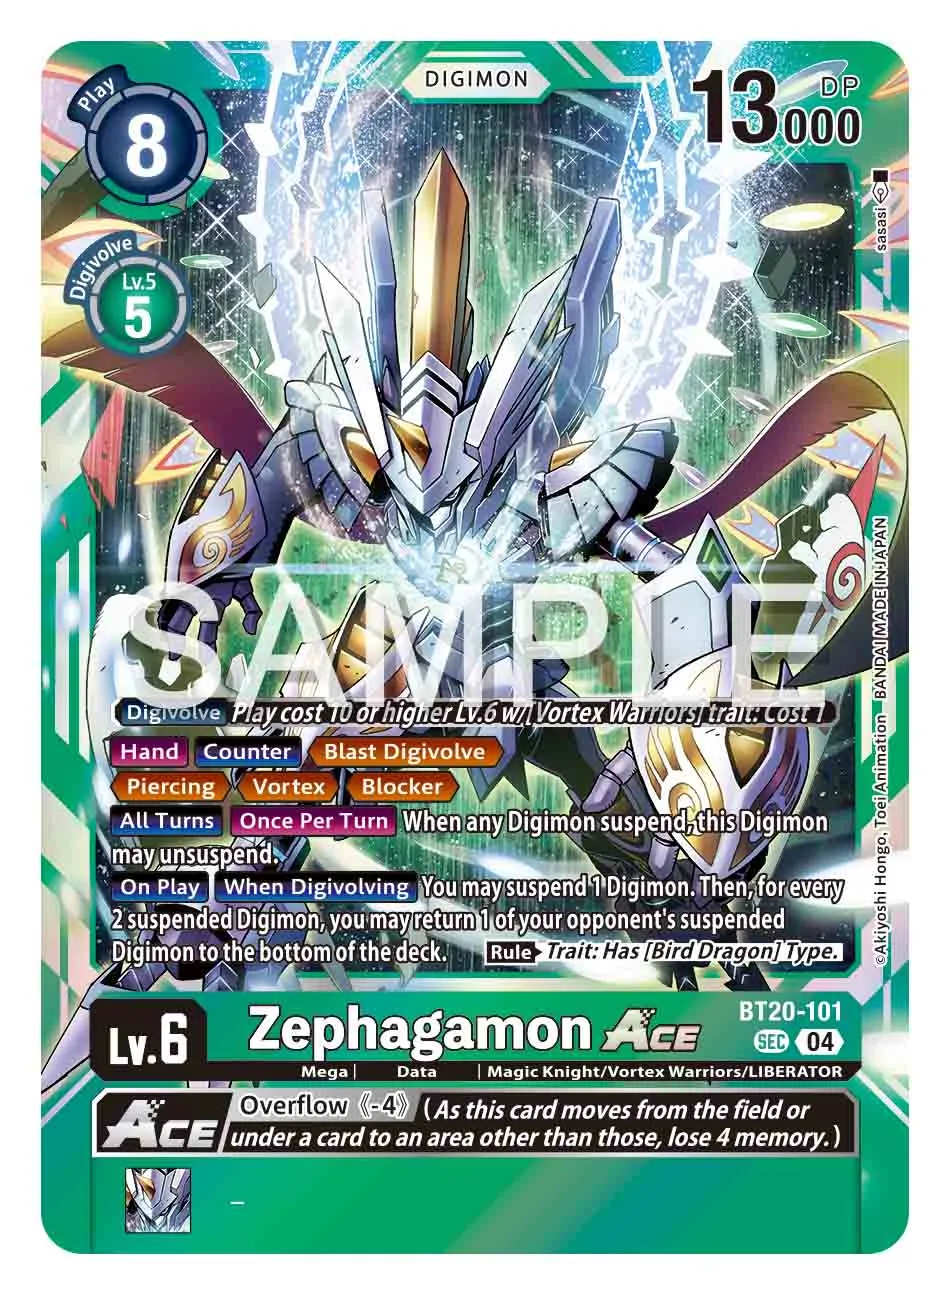 DIGIMON
Play
8
13000 DP
Digivolve
Lv.5
5
sasasi
SAMPLE
Digivolve Play cost 10 or higher Lv.6 w/[Vortex Warriors] trait: Cost 1
Hand Counter Blast Digivolve
Piercing Vortex Blocker
All Turns Once Per Turn When any Digimon suspend, this Digimon
may unsuspend.
On Play When Digivolving You may suspend 1 Digimon. Then, for every
2 suspended Digimon, you may return 1 of your opponent's suspended
Digimon to the bottom of the deck. Rule Trait: Has [Bird Dragon] Type.
©Akiyoshi Hongo, Toei Animation BANDAI MADE IN JAPAN
Lv.6 Zephagamon ACE
BT20-101
SEC 04
Mega | Data | Magic Knight/Vortex Warriors/LIBERATOR
ACE Overflow《-4》(As this card moves from the field or
under a card to an area other than those, lose 4 memory.)
–